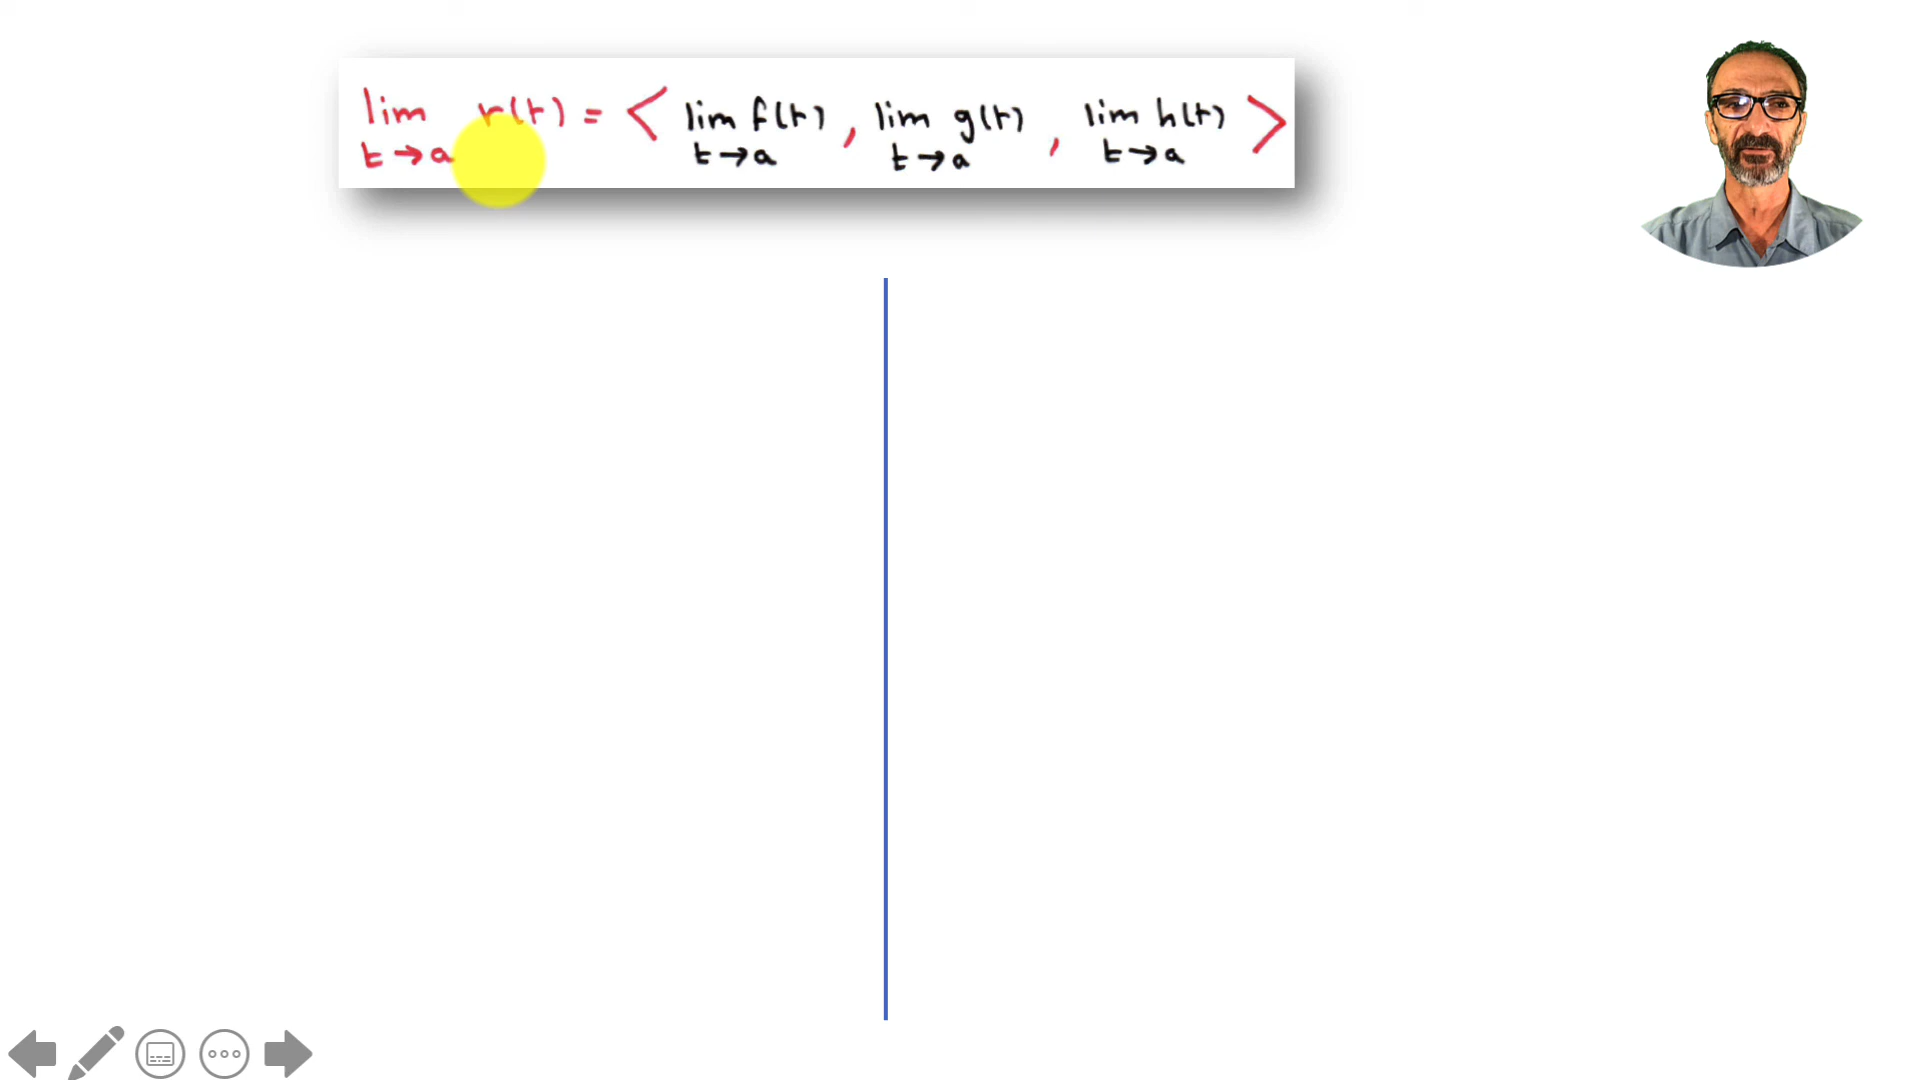 lim r(t) = < lim f(t) , lim g(t) , lim h(t) >
t→a t→a t→a t→a